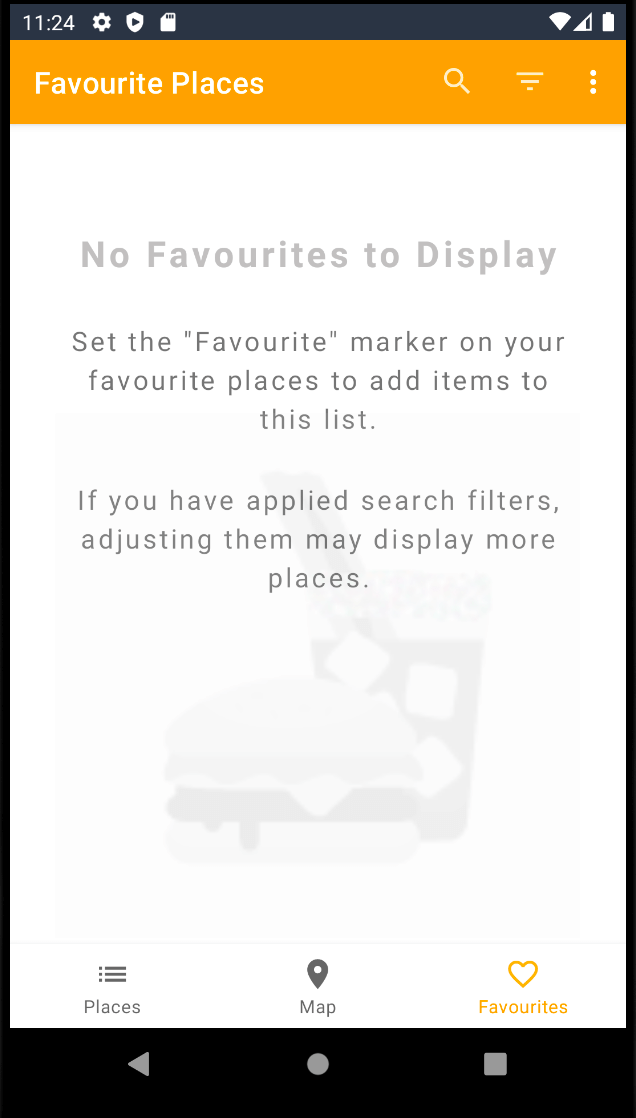 11:24
Favourite Places
No Favourites to Display
Set the "Favourite" marker on your
favourite places to add items to
this list.
If you have applied search filters,
adjusting them may display more
places.
Places
Map
Favourites